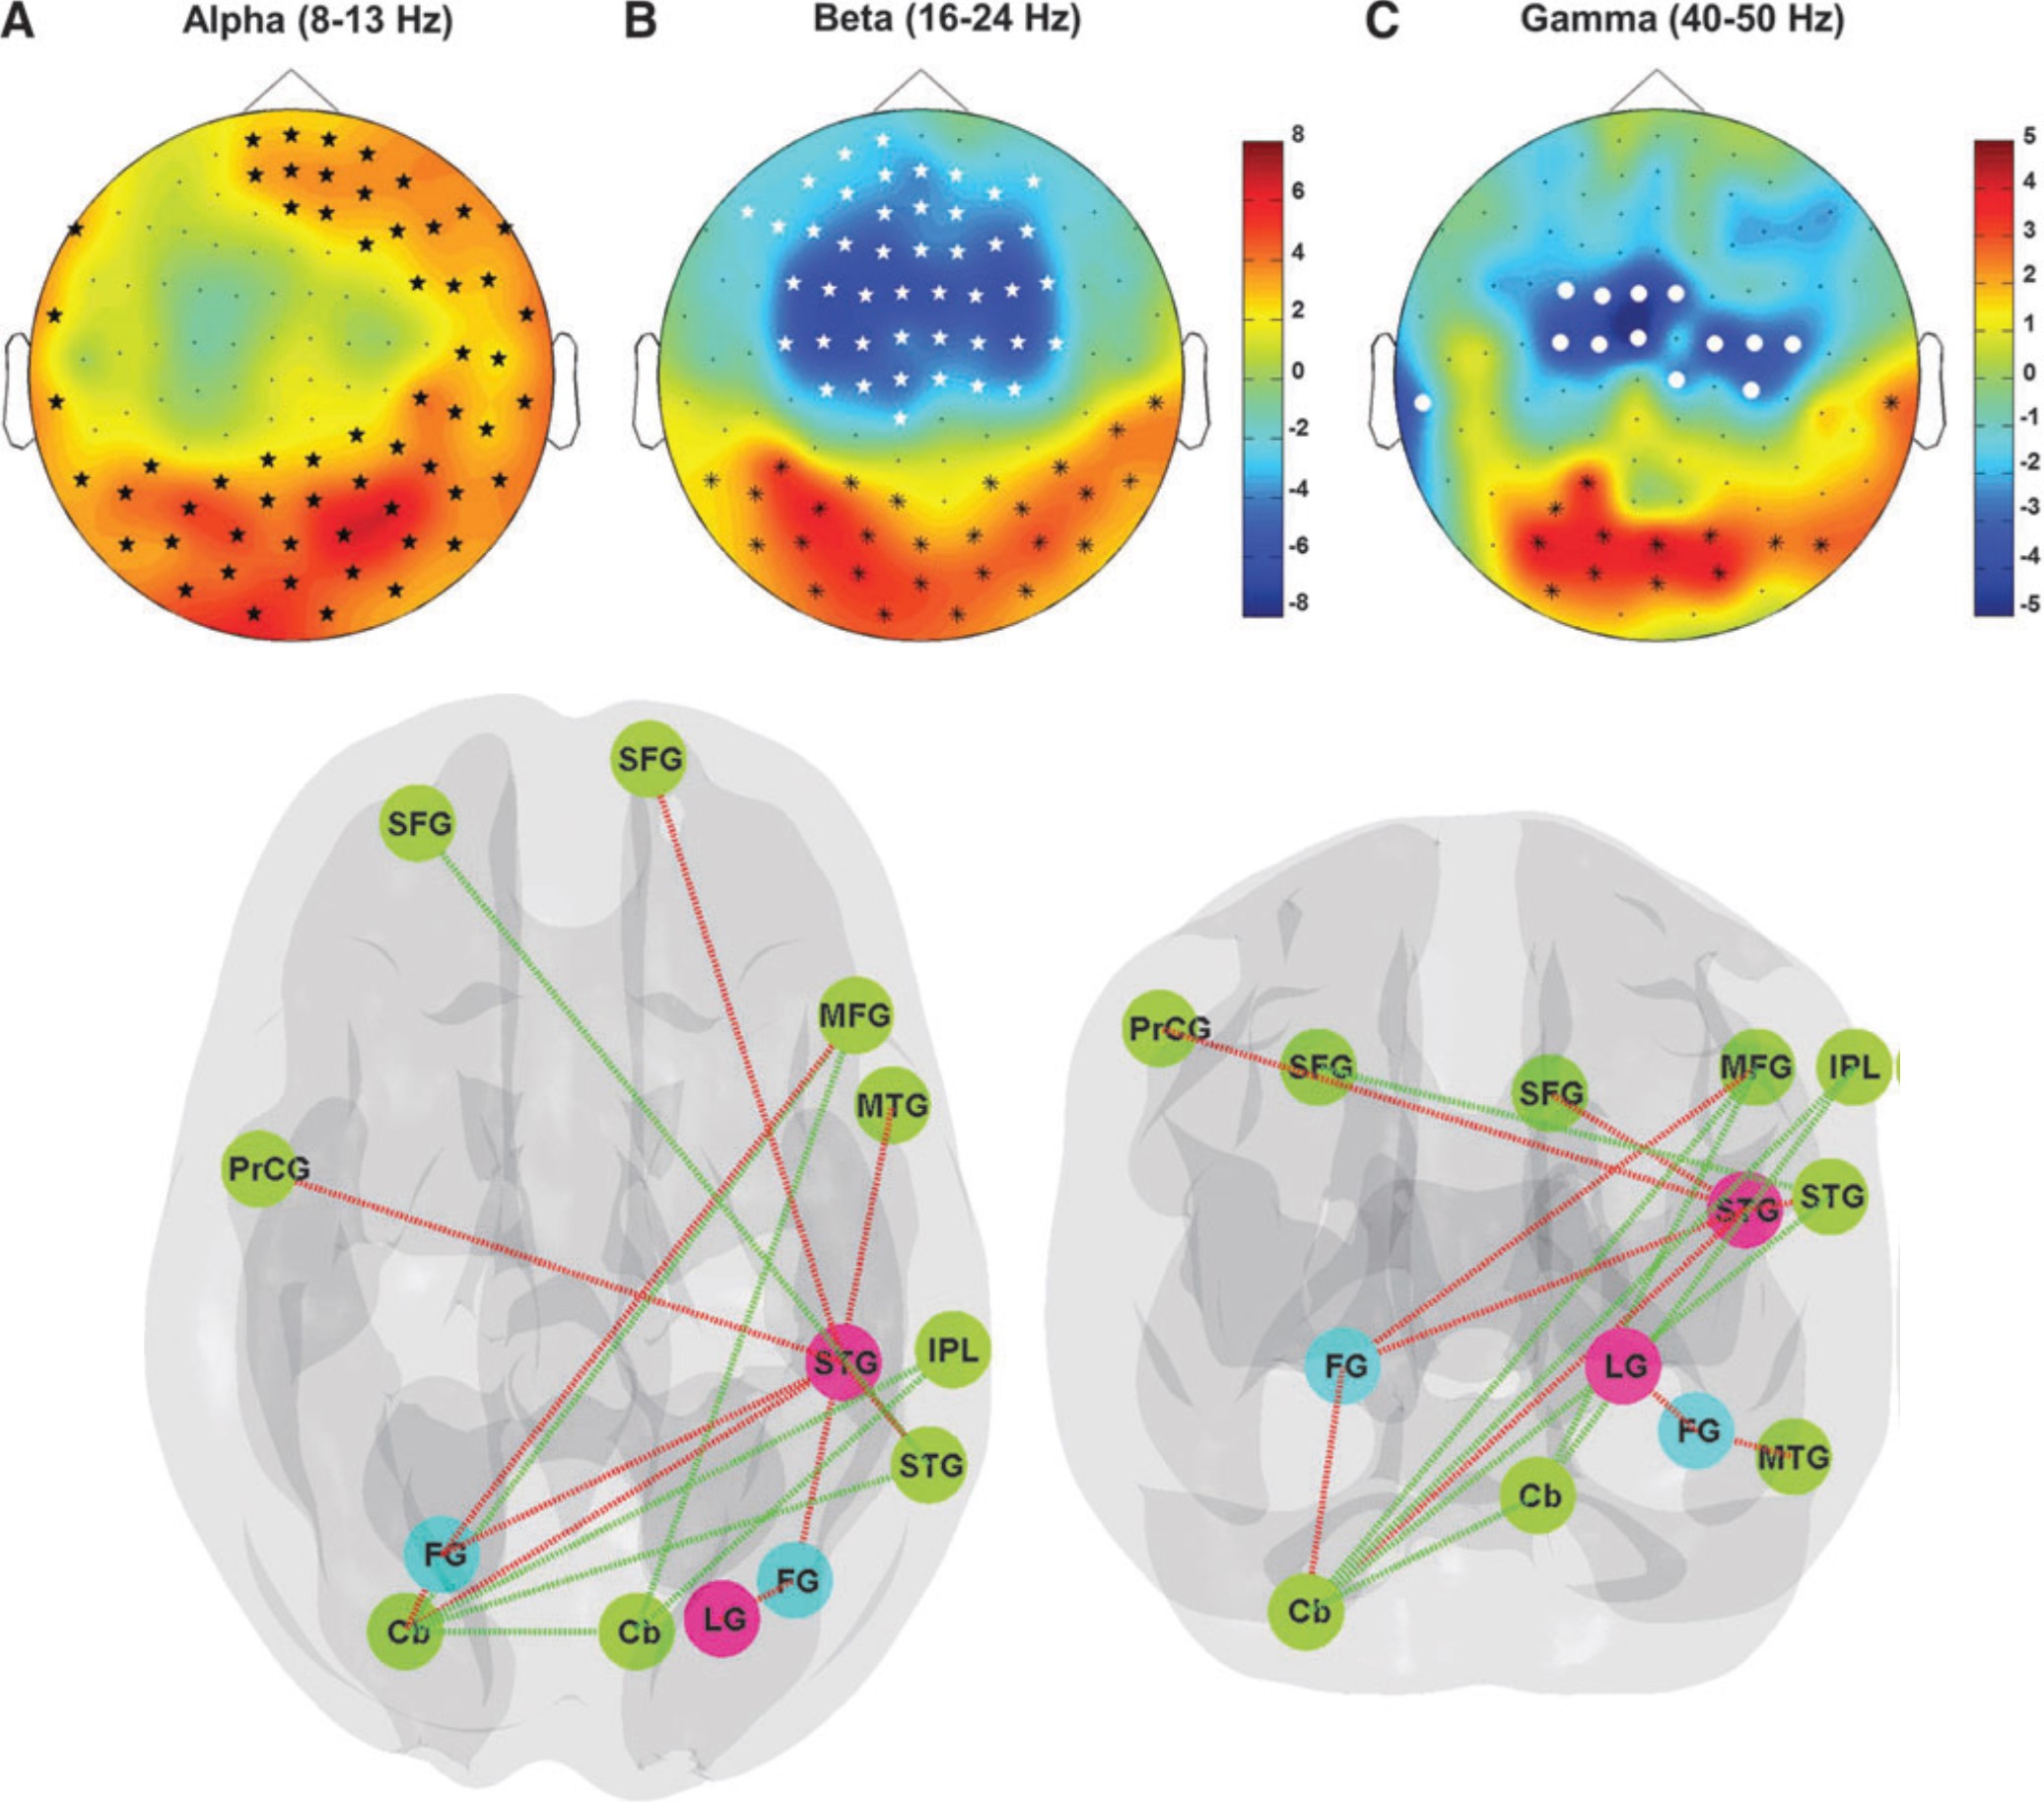 A Alpha (8-13 Hz) B Beta (16-24 Hz) C Gamma (40-50 Hz)
8
6
4
2
0
-2
-4
-6
-8
5
4
3
2
1
0
-1
-2
-3
-4
-5
SFG
SFG
MFG
MTG
PrCG
STG
IPL
STG
FG
FG
Cb
Cb
LG
PrCG
SFG
SFG
MFG
IPL
STG
STG
FG
LG
FG
MTG
Cb
Cb